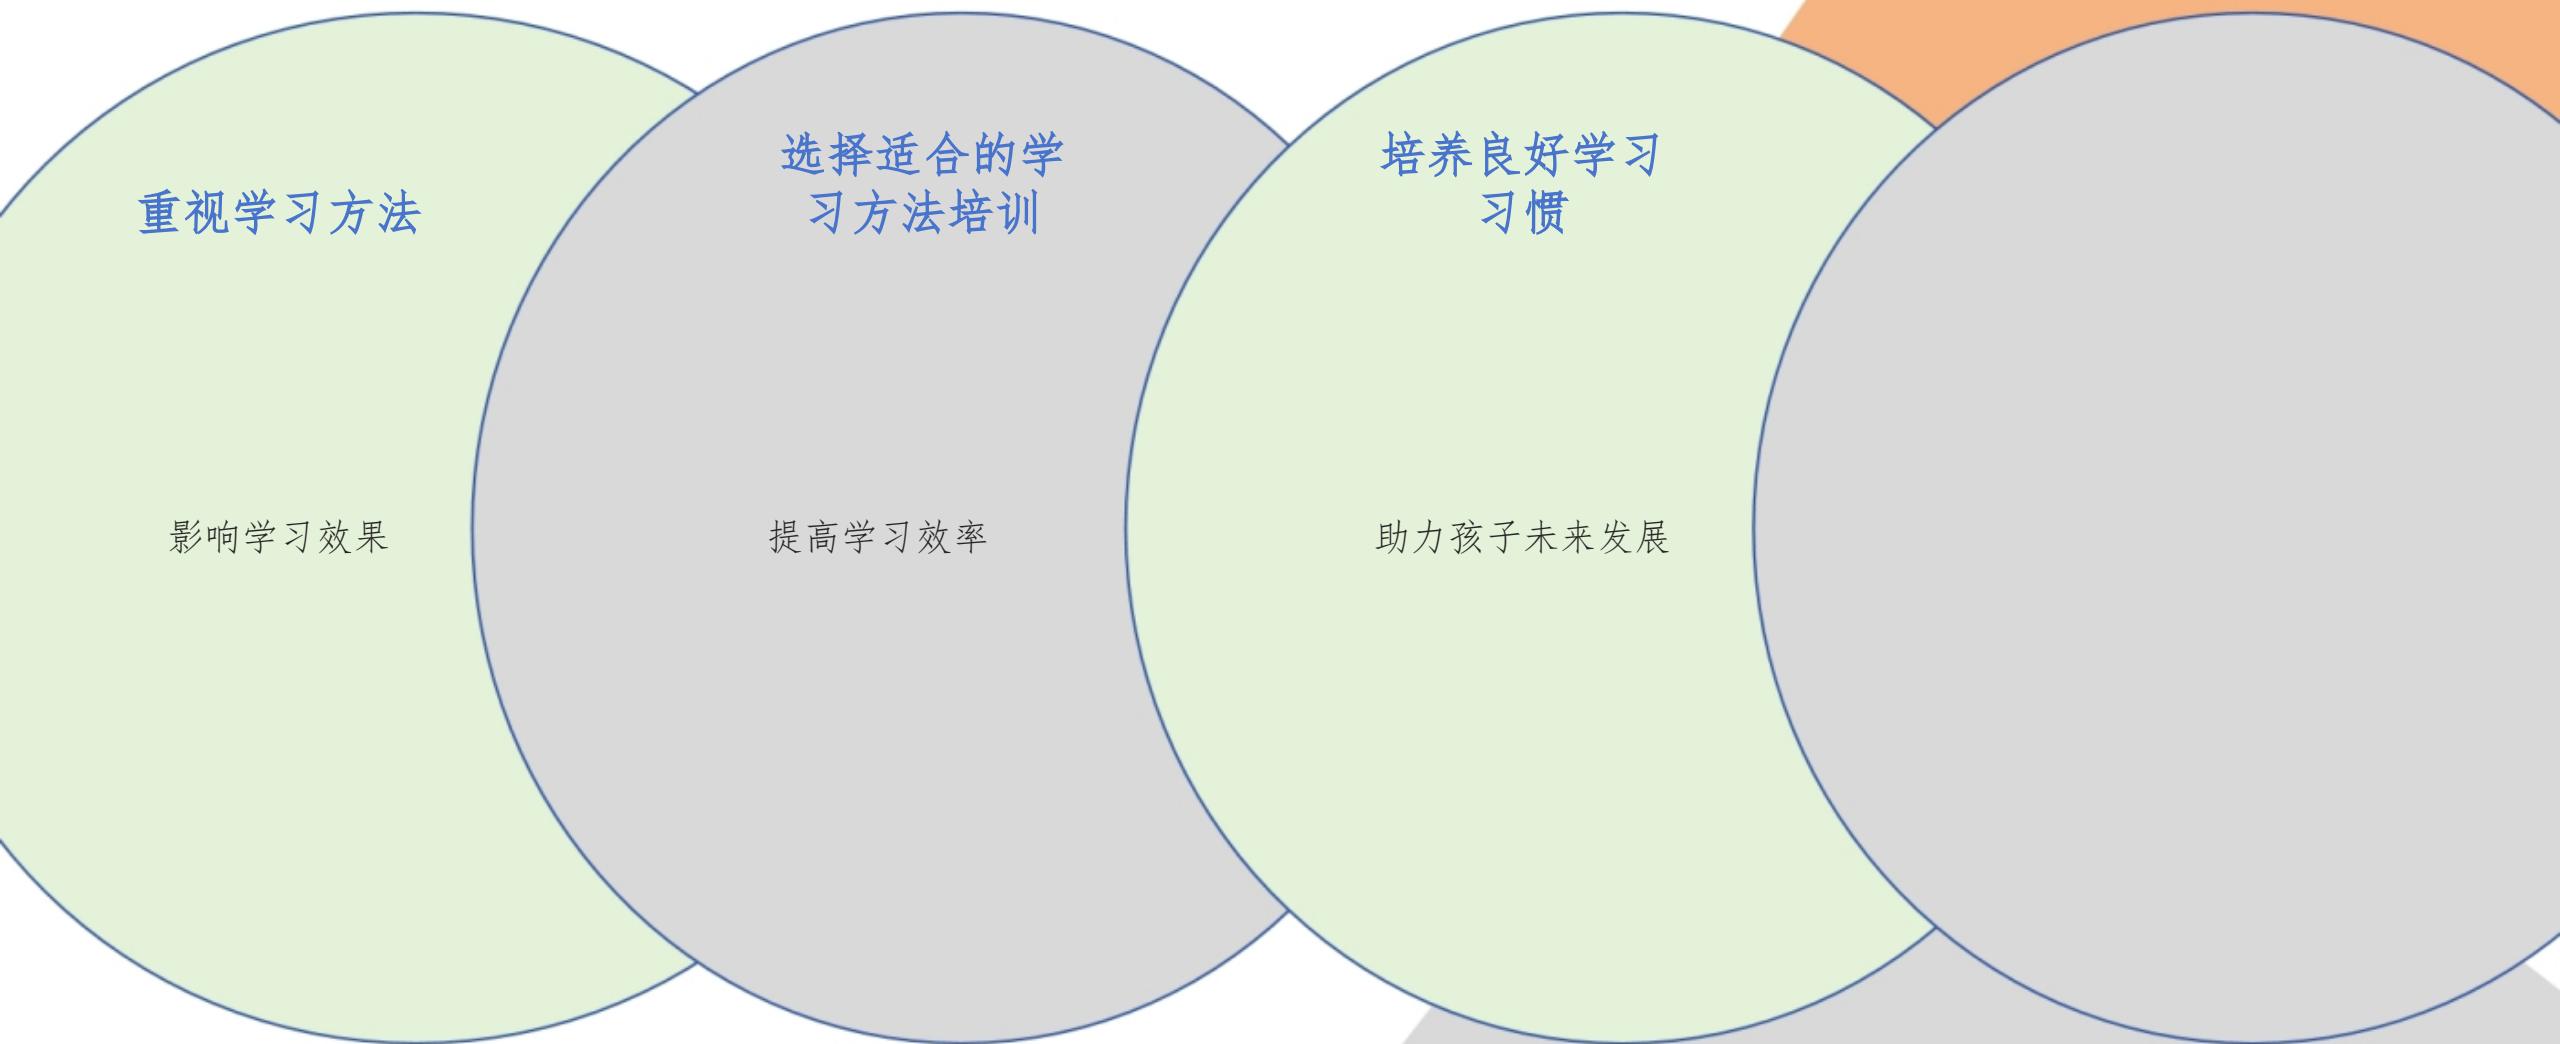 重视学习方法
影响学习效果
选择适合的学
习方法培训
提高学习效率
培养良好学习
习惯
助力孩子未来发展